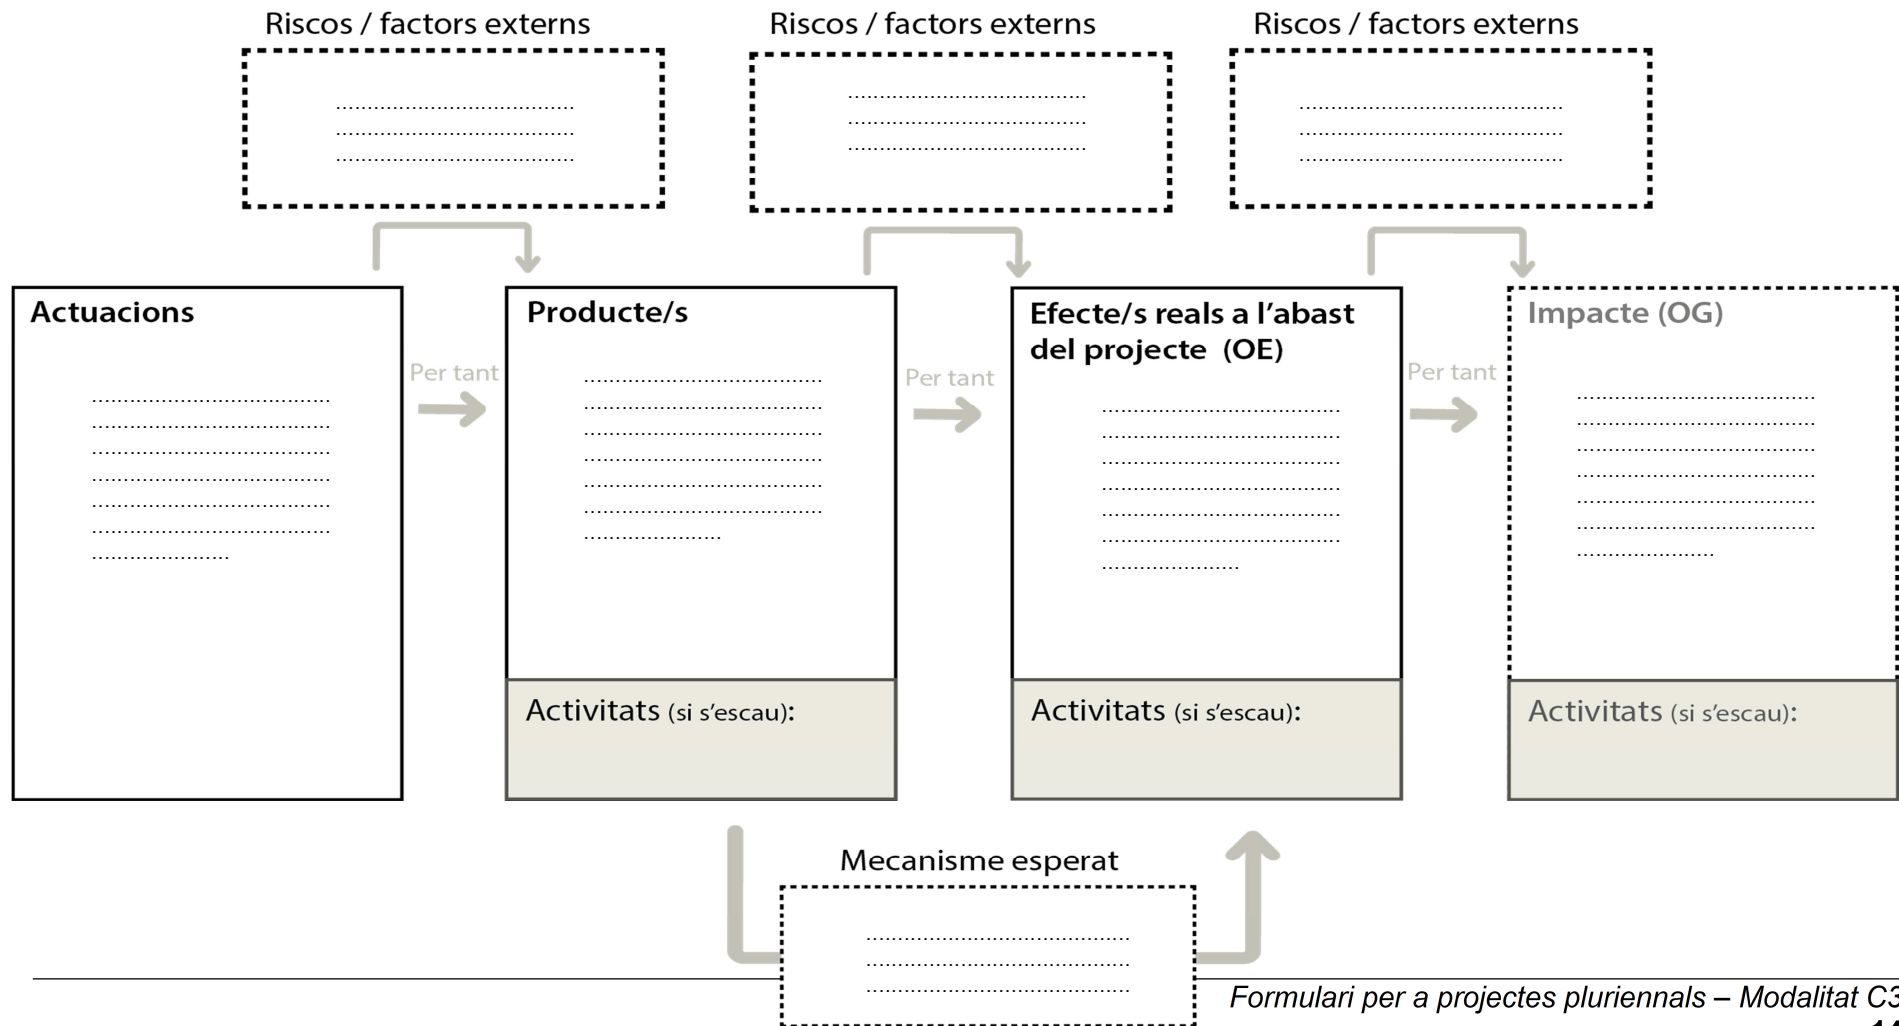 Riscos / factors externs
Riscos / factors externs
Riscos / factors externs
Actuacions
Per tant
Producte/s
Activitats (si s'escau):
Per tant
Efecte/s reals a l'abast
del projecte (OE)
Activitats (si s'escau):
Per tant
Impacte (OG)
Activitats (si s'escau):
Mecanisme esperat
Formulari per a projectes pluriennals – Modalitat C3